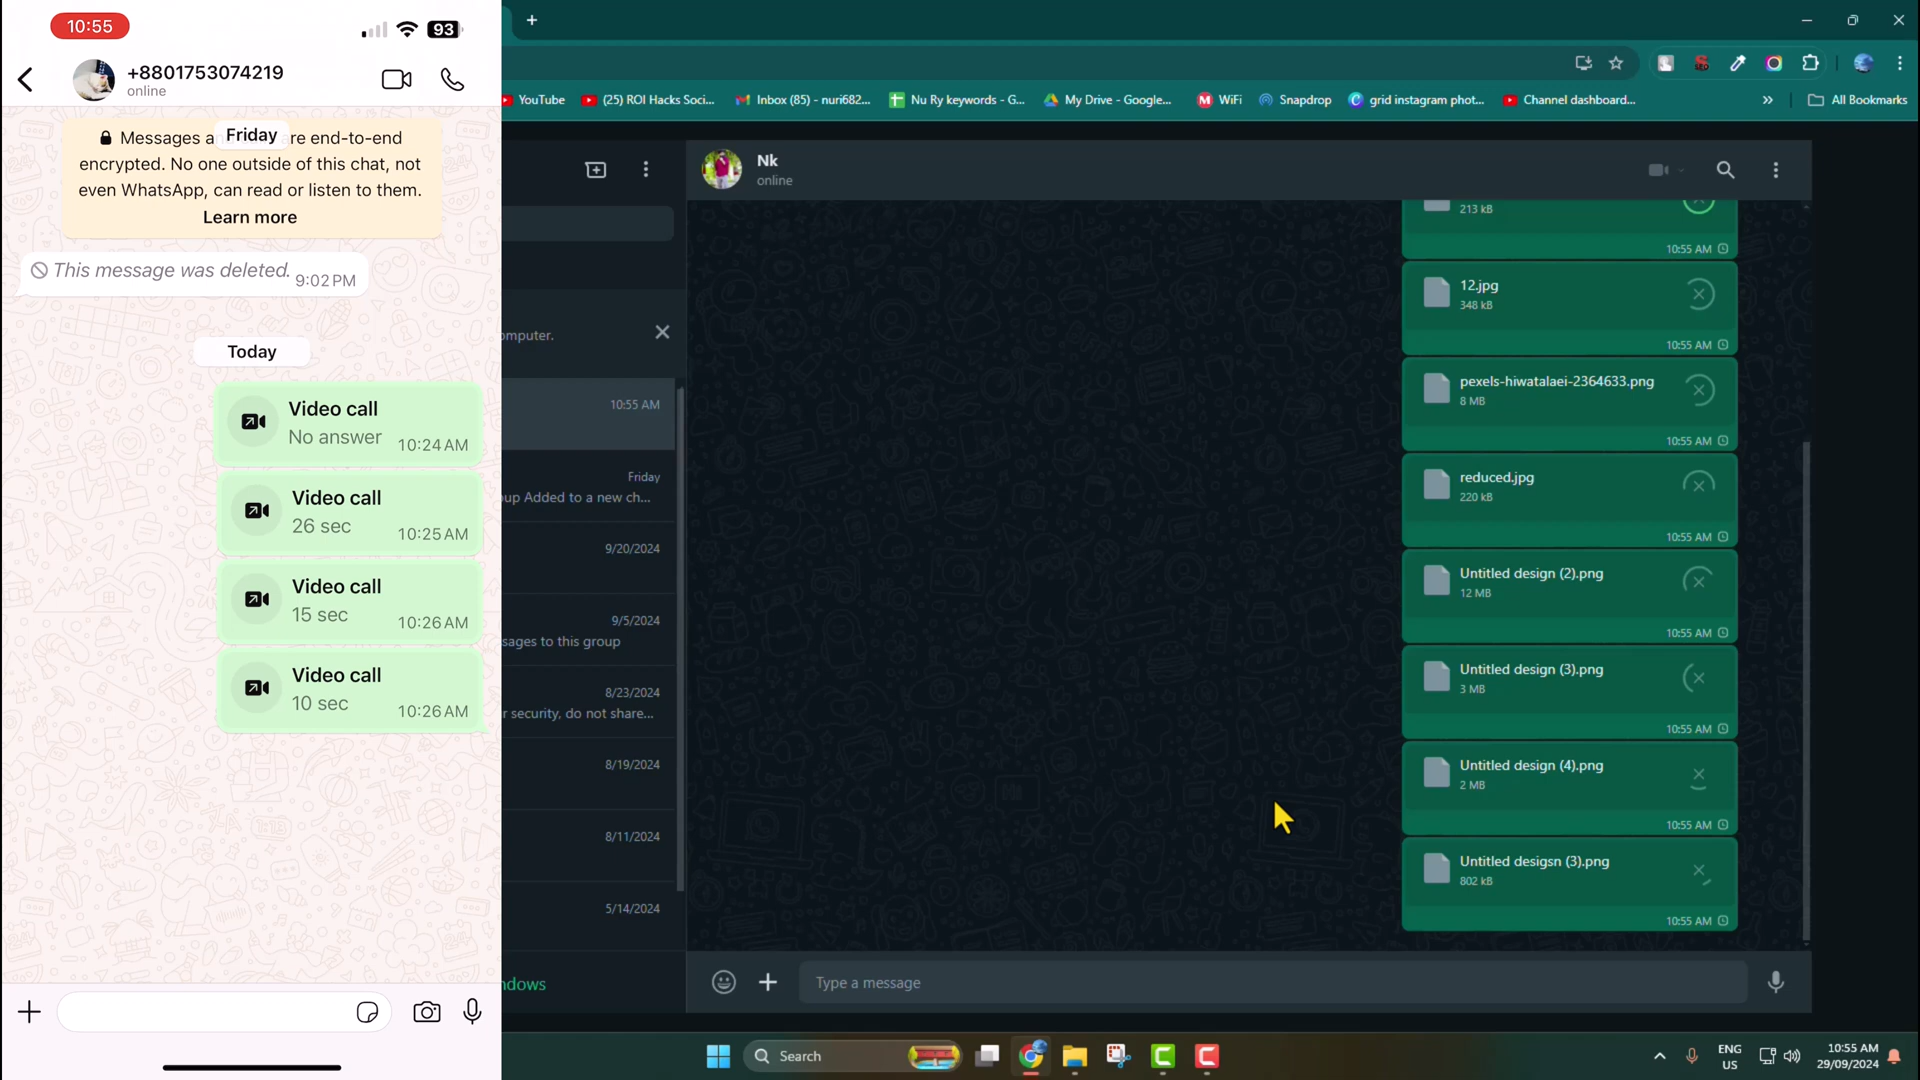 10:55
93
+8801753074219
online
Friday
Messages a re end-to-end
encrypted. No one outside of this chat, not
even WhatsApp, can read or listen to them.
Learn more
This message was deleted. 9:02 PM
Today
Video call
No answer 10:24 AM
Video call
26 sec 10:25 AM
Video call
15 sec 10:26 AM
Video call
10 sec 10:26 AM
YouTube
(25) ROI Hacks Soci...
Inbox (85) - nuri682...
Nu Ry keywords - G...
My Drive - Google...
WiFi
Snapdrop
grid instagram phot...
Channel dashboard...
All Bookmarks
omputer.
10:55 AM
Friday
up Added to a new ch...
9/20/2024
9/5/2024
sages to this group
8/23/2024
r security, do not share...
8/19/2024
8/11/2024
5/14/2024
ndows
Nk
online
213 kB
10:55 AM
12.jpg
348 kB
10:55 AM
pexels-hiwatalaei-2364633.png
8 MB
10:55 AM
reduced.jpg
220 kB
10:55 AM
Untitled design (2).png
12 MB
10:55 AM
Untitled design (3).png
3 MB
10:55 AM
Untitled design (4).png
2 MB
10:55 AM
Untitled desigsn (3).png
802 kB
10:55 AM
Type a message
Search
ENG
US
10:55 AM
29/09/2024